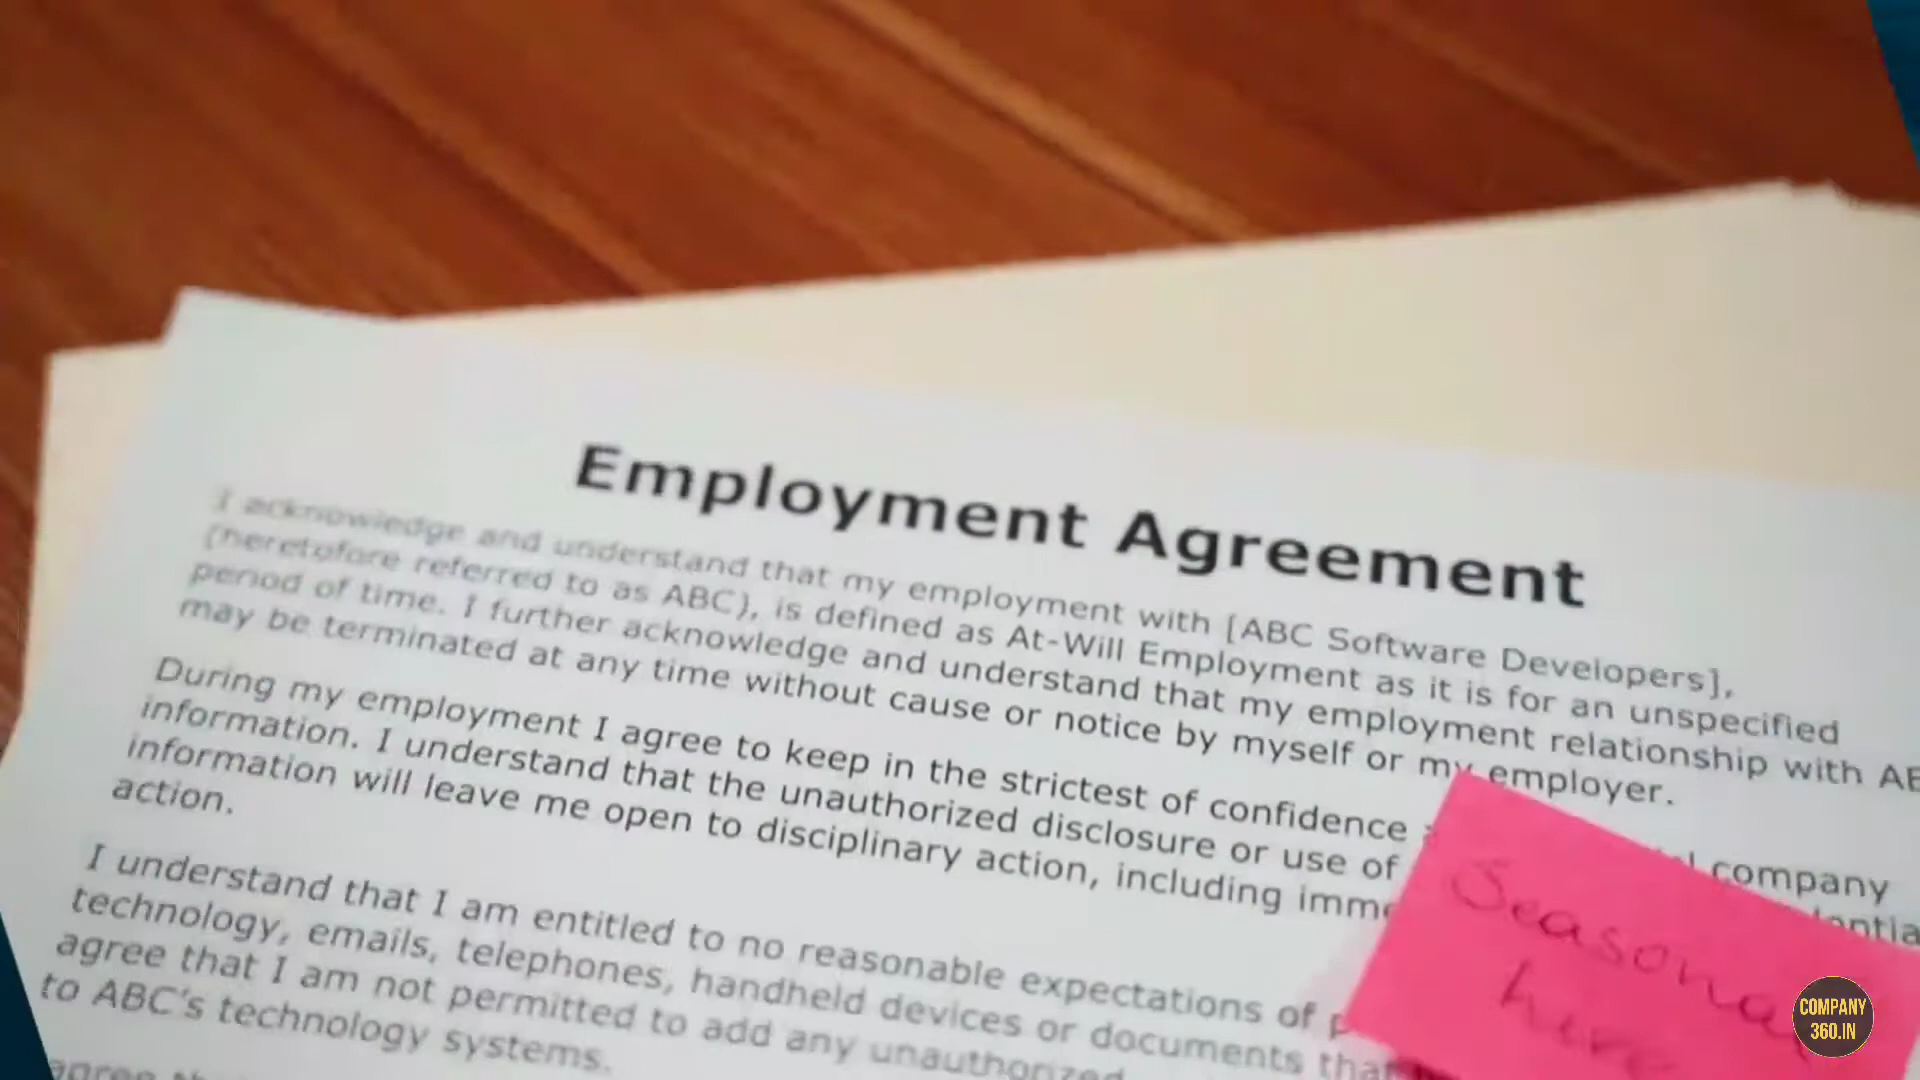 Employment Agreement
I acknowledge and understand that my employment with [ABC Software Developers],
(heretofore referred to as ABC), is defined as At-Will Employment as it is for an unspecified
period of time. I further acknowledge and understand that my employment relationship with
may be terminated at any time without cause or notice by myself or my employer.
During my employment I agree to keep in the strictest of confidence company
information. I understand that the unauthorized disclosure or use of
information will leave me open to disciplinary action, including
action.
I understand that I am entitled to no reasonable expectations of
technology, emails, telephones, handheld devices or documents
agree that I am not permitted to add any unauthorized
to ABC's technology systems.
agree
here
COMPANY
360.IN